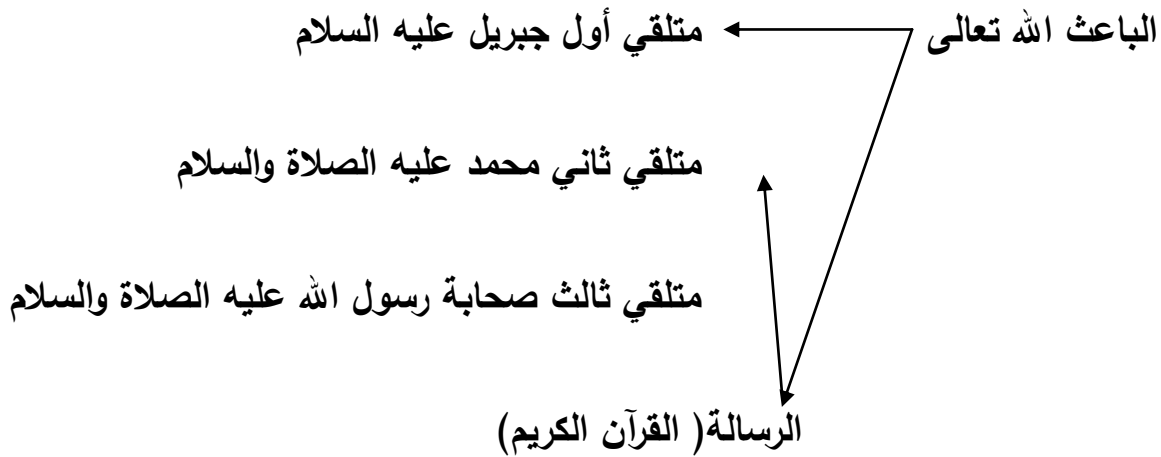 الباعث الله تعالى متلقي أول جبريل عليه السلام
متلقي ثاني محمد عليه الصلاة والسلام
متلقي ثالث صحابة رسول الله عليه الصلاة والسلام
الرسالة( القرآن الكريم)